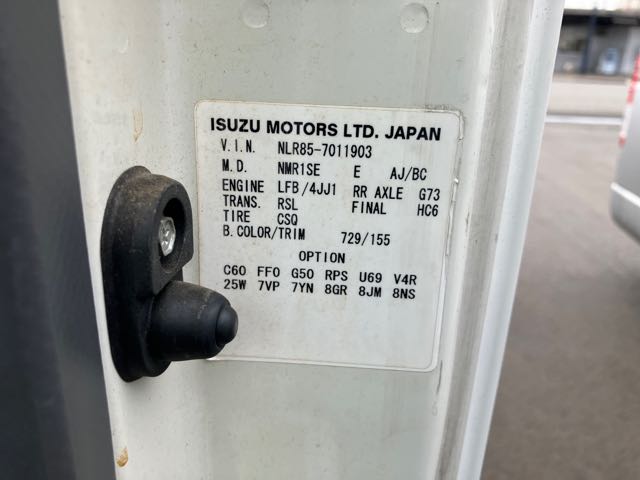 ISUZU MOTORS LTD. JAPAN
V.I.N. NLR85-7011903
M.D. NMR1SE E AJ/BC
ENGINE LFB/4JJ1 RR AXLE G73
TRANS. RSL FINAL HC6
TIRE CSQ
B.COLOR/TRIM 729/155
OPTION
C60 FF0 G50 RPS U69 V4R
25W 7VP 7YN 8GR 8JM 8NS